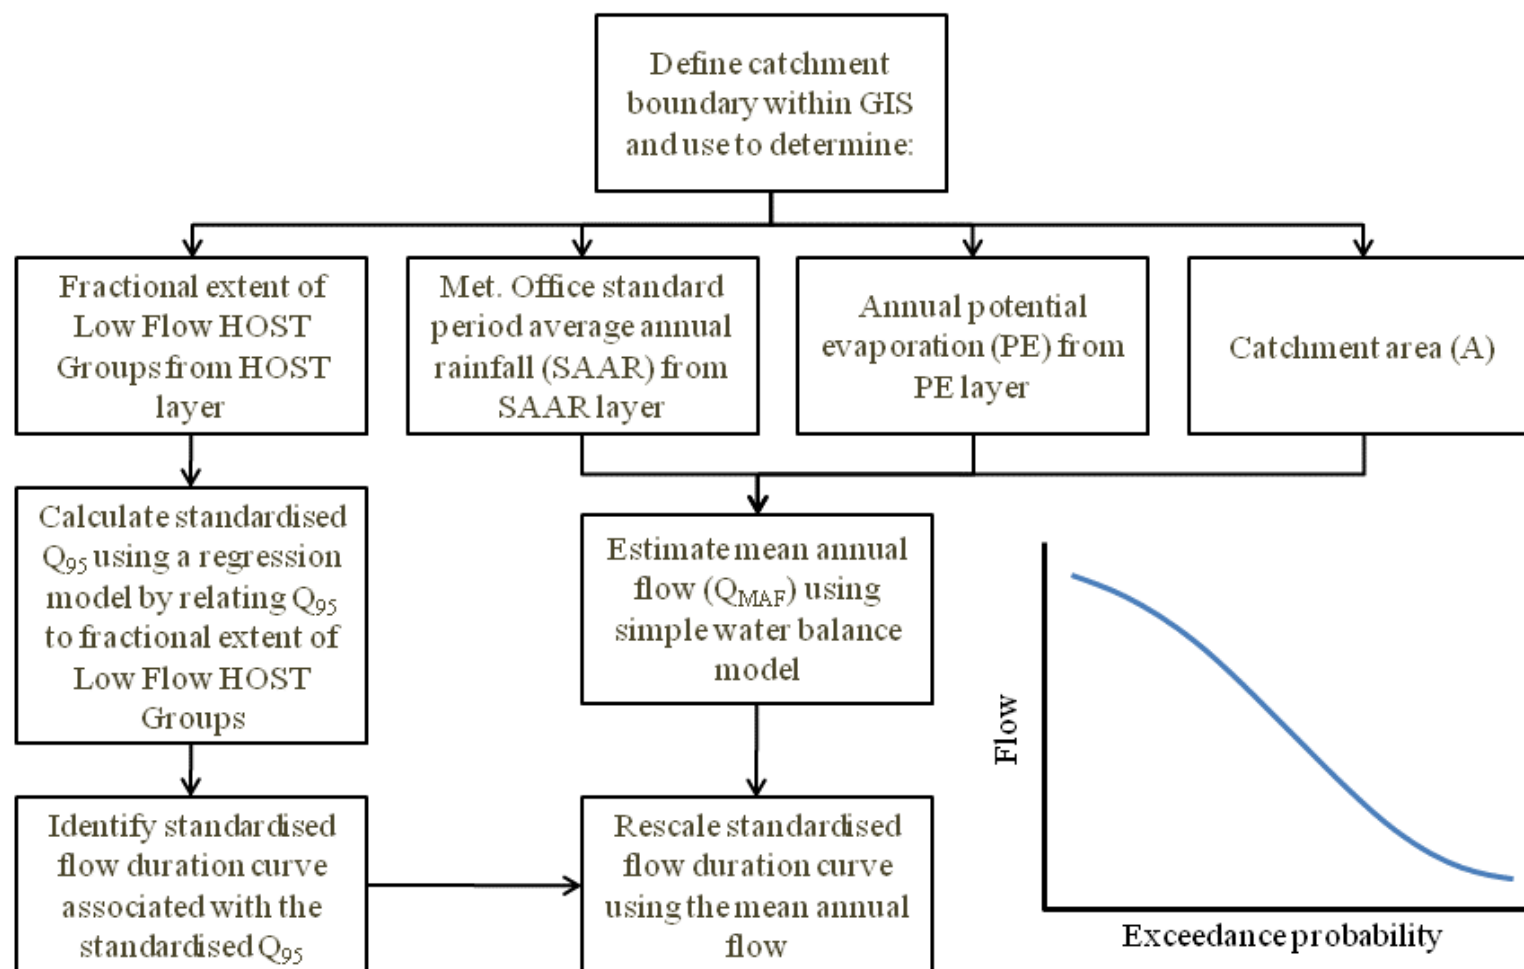 Define catchment
boundary within GIS
and use to determine:
Fractional extent of
Low Flow HOST
Groups from HOST
layer
Met. Office standard
period average annual
rainfall (SAAR) from
SAAR layer
Annual potential
evaporation (PE) from
PE layer
Catchment area (A)
Calculate standardised
Q95 using a regression
model by relating Q95
to fractional extent of
Low Flow HOST
Groups
Estimate mean annual
flow (QMAF) using
simple water balance
model
Identify standardised
flow duration curve
associated with the
standardised Q95
Rescale standardised
flow duration curve
using the mean annual
flow
Flow
Exceedance probability